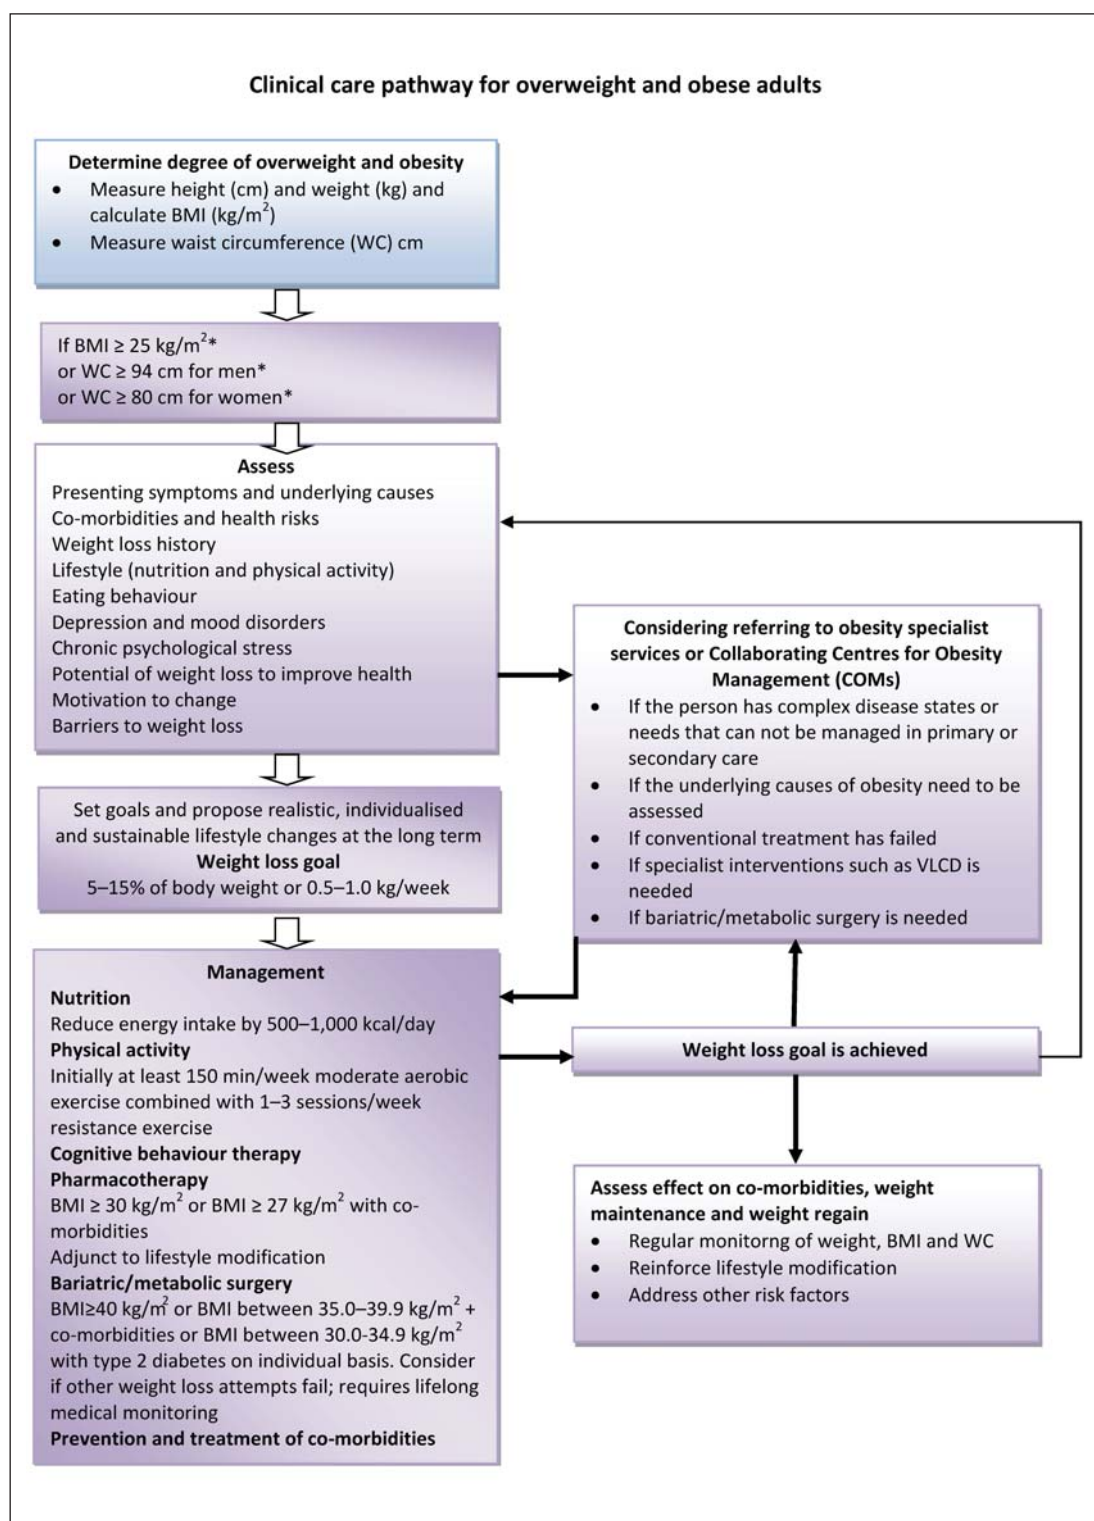 Clinical care pathway for overweight and obese adults
Determine degree of overweight and obesity
• Measure height (cm) and weight (kg) and
calculate BMI (kg/m²)
• Measure waist circumference (WC) cm
If BMI ≥ 25 kg/m²*
or WC ≥ 94 cm for men*
or WC ≥ 80 cm for women*
Assess
Presenting symptoms and underlying causes
Co-morbidities and health risks
Weight loss history
Lifestyle (nutrition and physical activity)
Eating behaviour
Depression and mood disorders
Chronic psychological stress
Potential of weight loss to improve health
Motivation to change
Barriers to weight loss
Considering referring to obesity specialist
services or Collaborating Centres for Obesity
Management (COMs)
• If the person has complex disease states or
needs that can not be managed in primary or
secondary care
• If the underlying causes of obesity need to be
assessed
• If conventional treatment has failed
• If specialist interventions such as VLCD is
needed
• If bariatric/metabolic surgery is needed
Set goals and propose realistic, individualised
and sustainable lifestyle changes at the long term
Weight loss goal
5–15% of body weight or 0.5–1.0 kg/week
Management
Nutrition
Reduce energy intake by 500–1,000 kcal/day
Physical activity
Initially at least 150 min/week moderate aerobic
exercise combined with 1–3 sessions/week
resistance exercise
Cognitive behaviour therapy
Pharmacotherapy
BMI ≥ 30 kg/m² or BMI ≥ 27 kg/m² with co-
morbidities
Adjunct to lifestyle modification
Bariatric/metabolic surgery
BMI≥40 kg/m² or BMI between 35.0–39.9 kg/m² +
co-morbidities or BMI between 30.0-34.9 kg/m²
with type 2 diabetes on individual basis. Consider
if other weight loss attempts fail; requires lifelong
medical monitoring
Prevention and treatment of co-morbidities
Weight loss goal is achieved
Assess effect on co-morbidities, weight
maintenance and weight regain
• Regular monitorng of weight, BMI and WC
• Reinforce lifestyle modification
• Address other risk factors